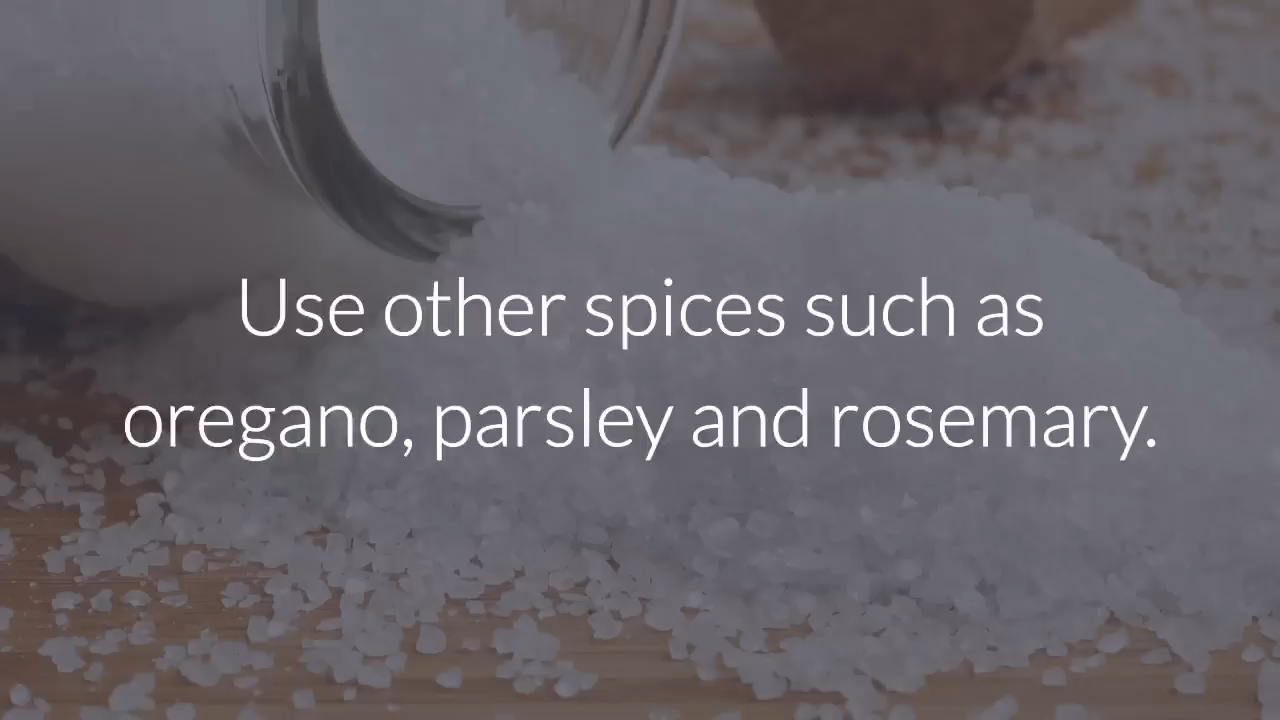 Use other spices such as
oregano, parsley and rosemary.